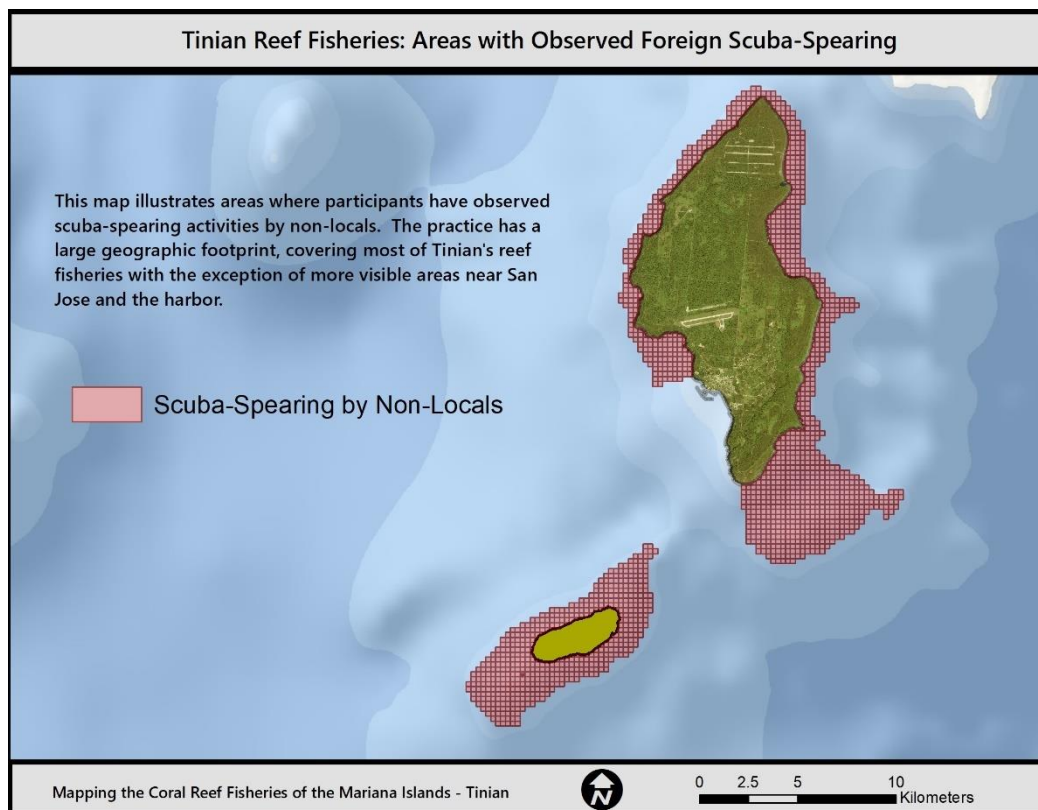 Tinian Reef Fisheries: Areas with Observed Foreign Scuba-Spearing
This map illustrates areas where participants have observed
scuba-spearing activities by non-locals. The practice has a
large geographic footprint, covering most of Tinian's reef
fisheries with the exception of more visible areas near San
Jose and the harbor.
Scuba-Spearing by Non-Locals
Mapping the Coral Reef Fisheries of the Mariana Islands - Tinian
N
0 2.5 5 10
Kilometers